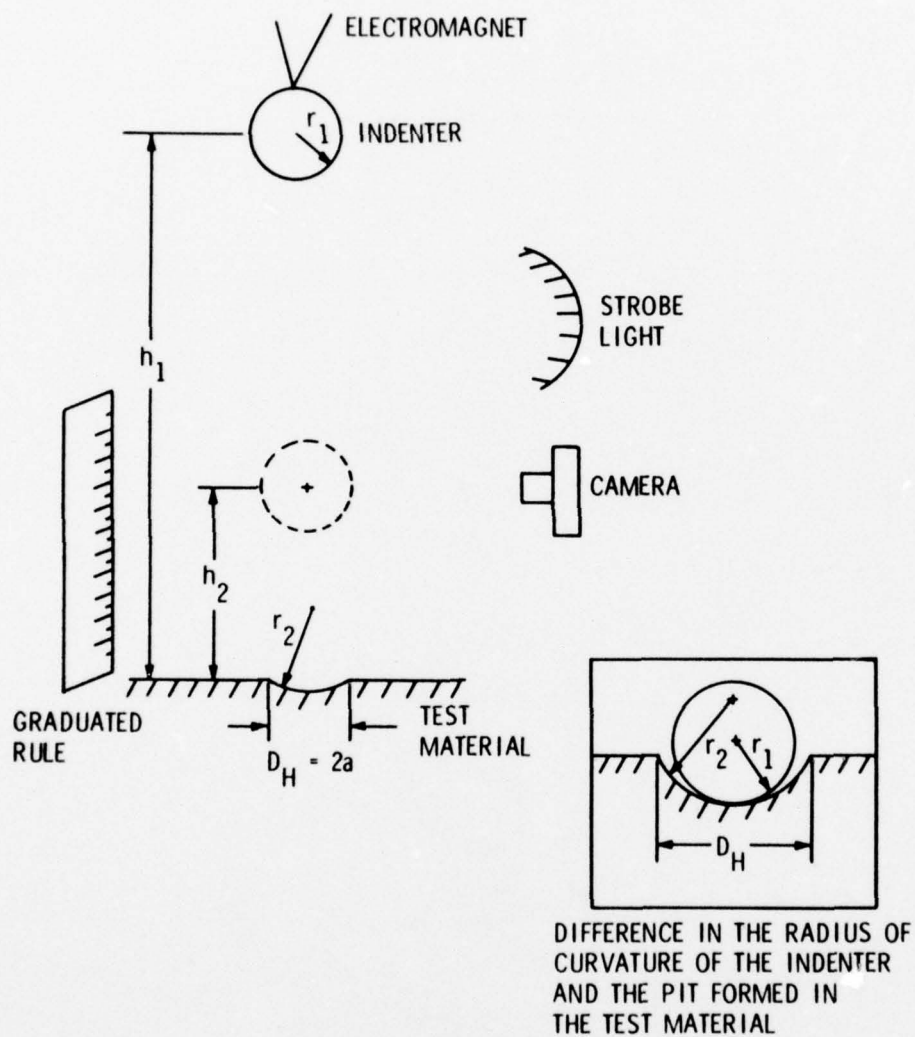 ELECTROMAGNET
r1
INDENTER
STROBE
LIGHT
h1
CAMERA
h2
r2
GRADUATED
RULE
TEST
MATERIAL
DH = 2a
r2
r1
DH
DIFFERENCE IN THE RADIUS OF
CURVATURE OF THE INDENTER
AND THE PIT FORMED IN
THE TEST MATERIAL